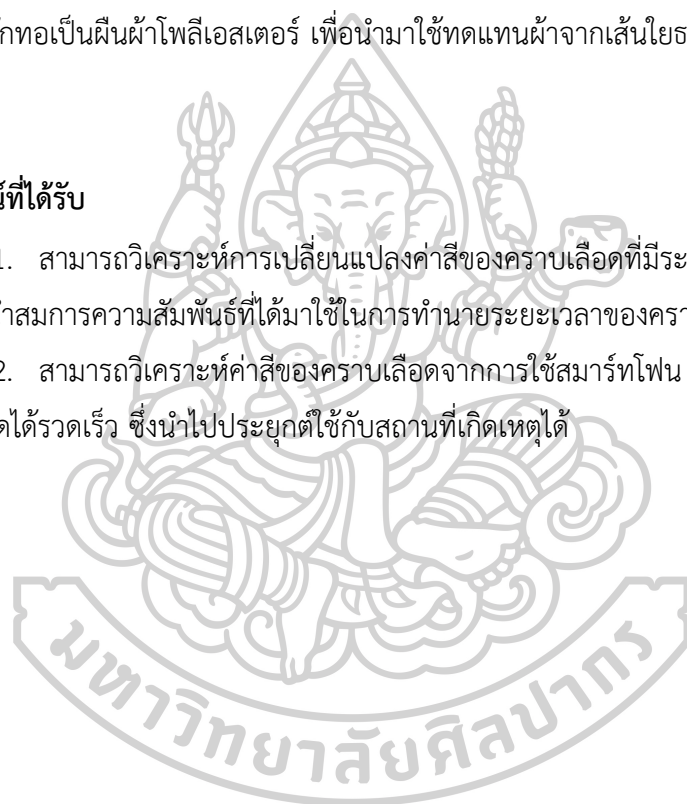 กทอเป็นผืนผ้าโพลีเอสเตอร์ เพื่อนำมาใช้ทดแทนผ้าจากเส้นใยธ
ที่ได้รับ
1. สามารถวิเคราะห์การเปลี่ยนแปลงค่าสีของคราบเลือดที่มีระ
าสมการความสัมพันธ์ที่ได้มาใช้ในการทำนายระยะเวลาของครา
2. สามารถวิเคราะห์ค่าสีของคราบเลือดจากการใช้สมาร์ทโฟน
ดได้รวดเร็ว ซึ่งนำไปประยุกต์ใช้กับสถานที่เกิดเหตุได้
มหาวิทยาลัยศิลปากร